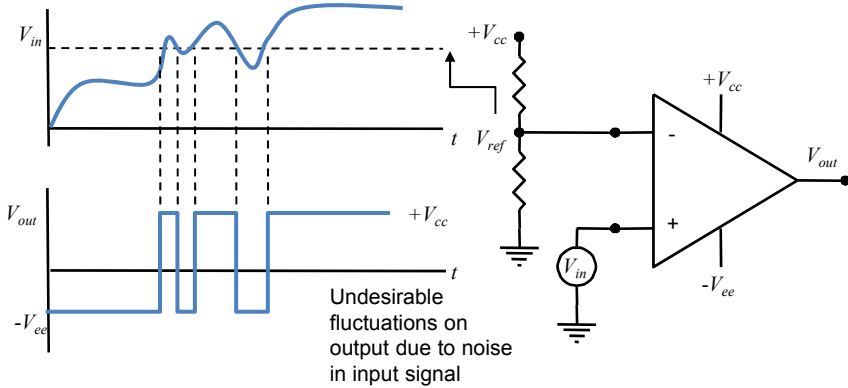 V_in
t
V_out
+V_cc
t
-V_ee
Undesirable
fluctuations on
output due to noise
in input signal
+V_cc
V_ref
+V_cc
-
+
V_out
V_in
-V_ee